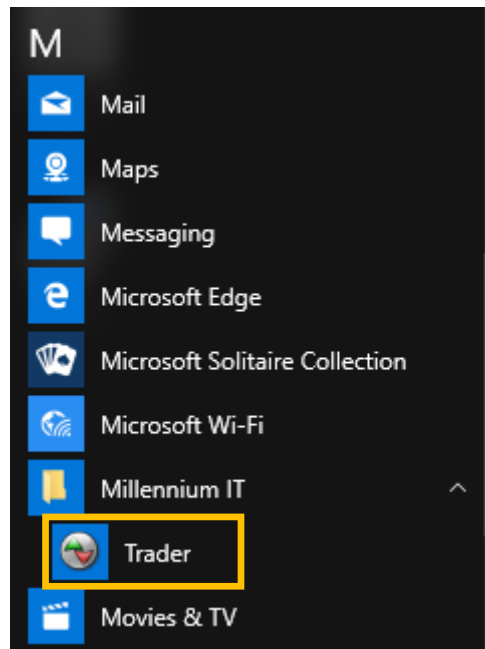 M
Mail
Maps
Messaging
Microsoft Edge
Microsoft Solitaire Collection
Microsoft Wi-Fi
Millennium IT
Trader
Movies & TV